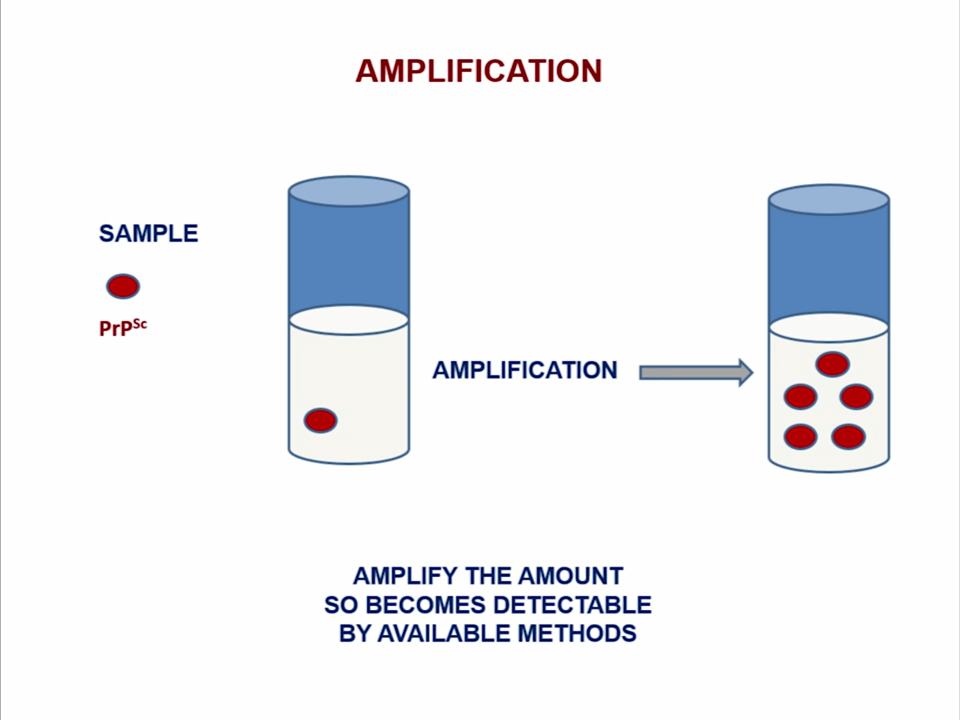 AMPLIFICATION
SAMPLE
PrPSc
AMPLIFICATION
AMPLIFY THE AMOUNT
SO BECOMES DETECTABLE
BY AVAILABLE METHODS